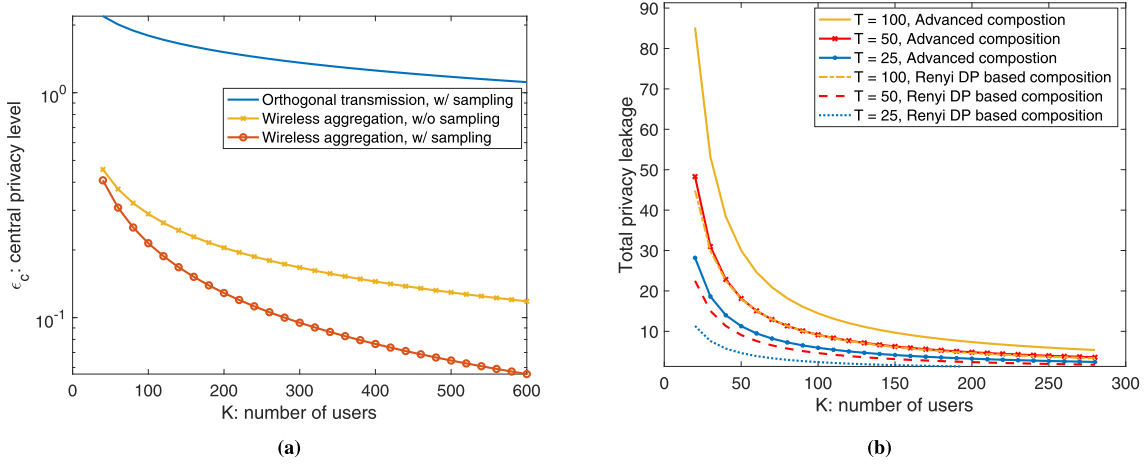 10^0
10^-1
ϵ_c: central privacy level
0
100
200
300
400
500
600
K: number of users
Orthogonal transmission, w/ sampling
Wireless aggregation, w/o sampling
Wireless aggregation, w/ sampling
(a)
90
80
70
60
50
40
30
20
10
Total privacy leakage
0
50
100
150
200
250
300
K: number of users
T = 100, Advanced compostion
T = 50, Advanced composition
T = 25, Advanced composition
T = 100, Renyi DP based composition
T = 50, Renyi DP based composition
T = 25, Renyi DP based composition
(b)